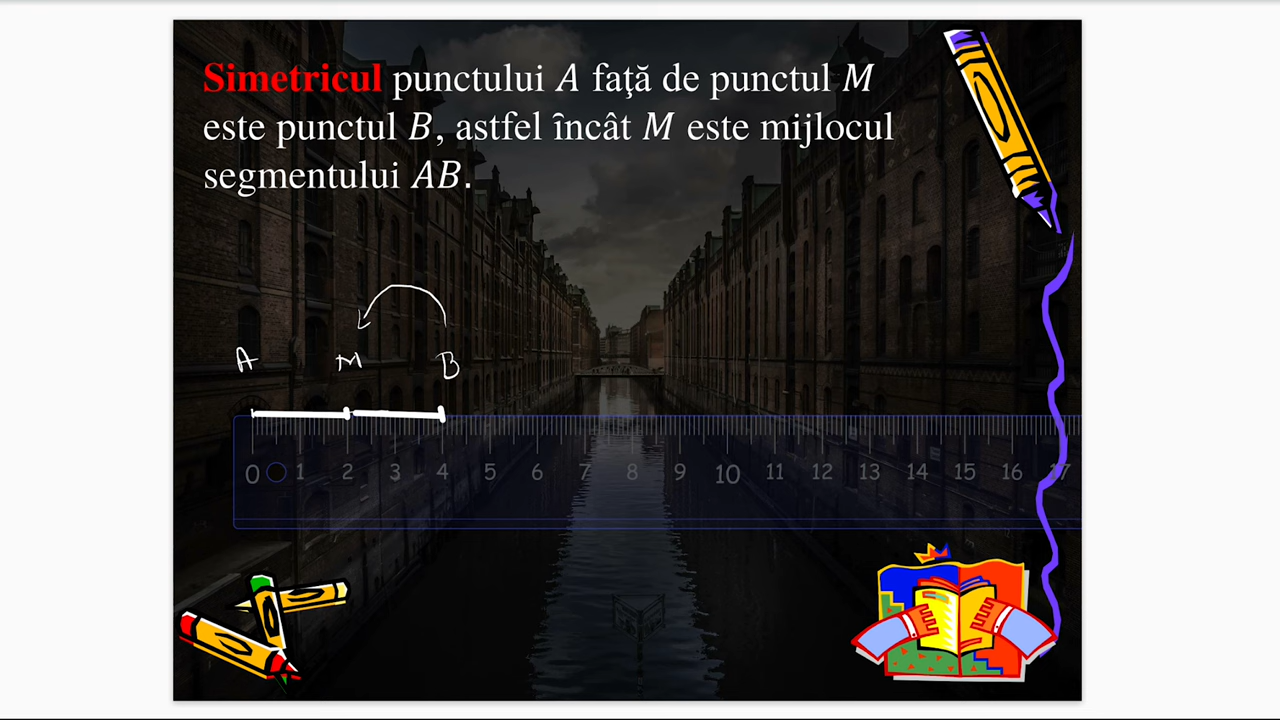 Simetricul punctului A faţă de punctul M
este punctul B, astfel încât M este mijlocul
segmentului AB.
A M B
0 1 2 3 4 5 6 7 8 9 10 11 12 13 14 15 16 17